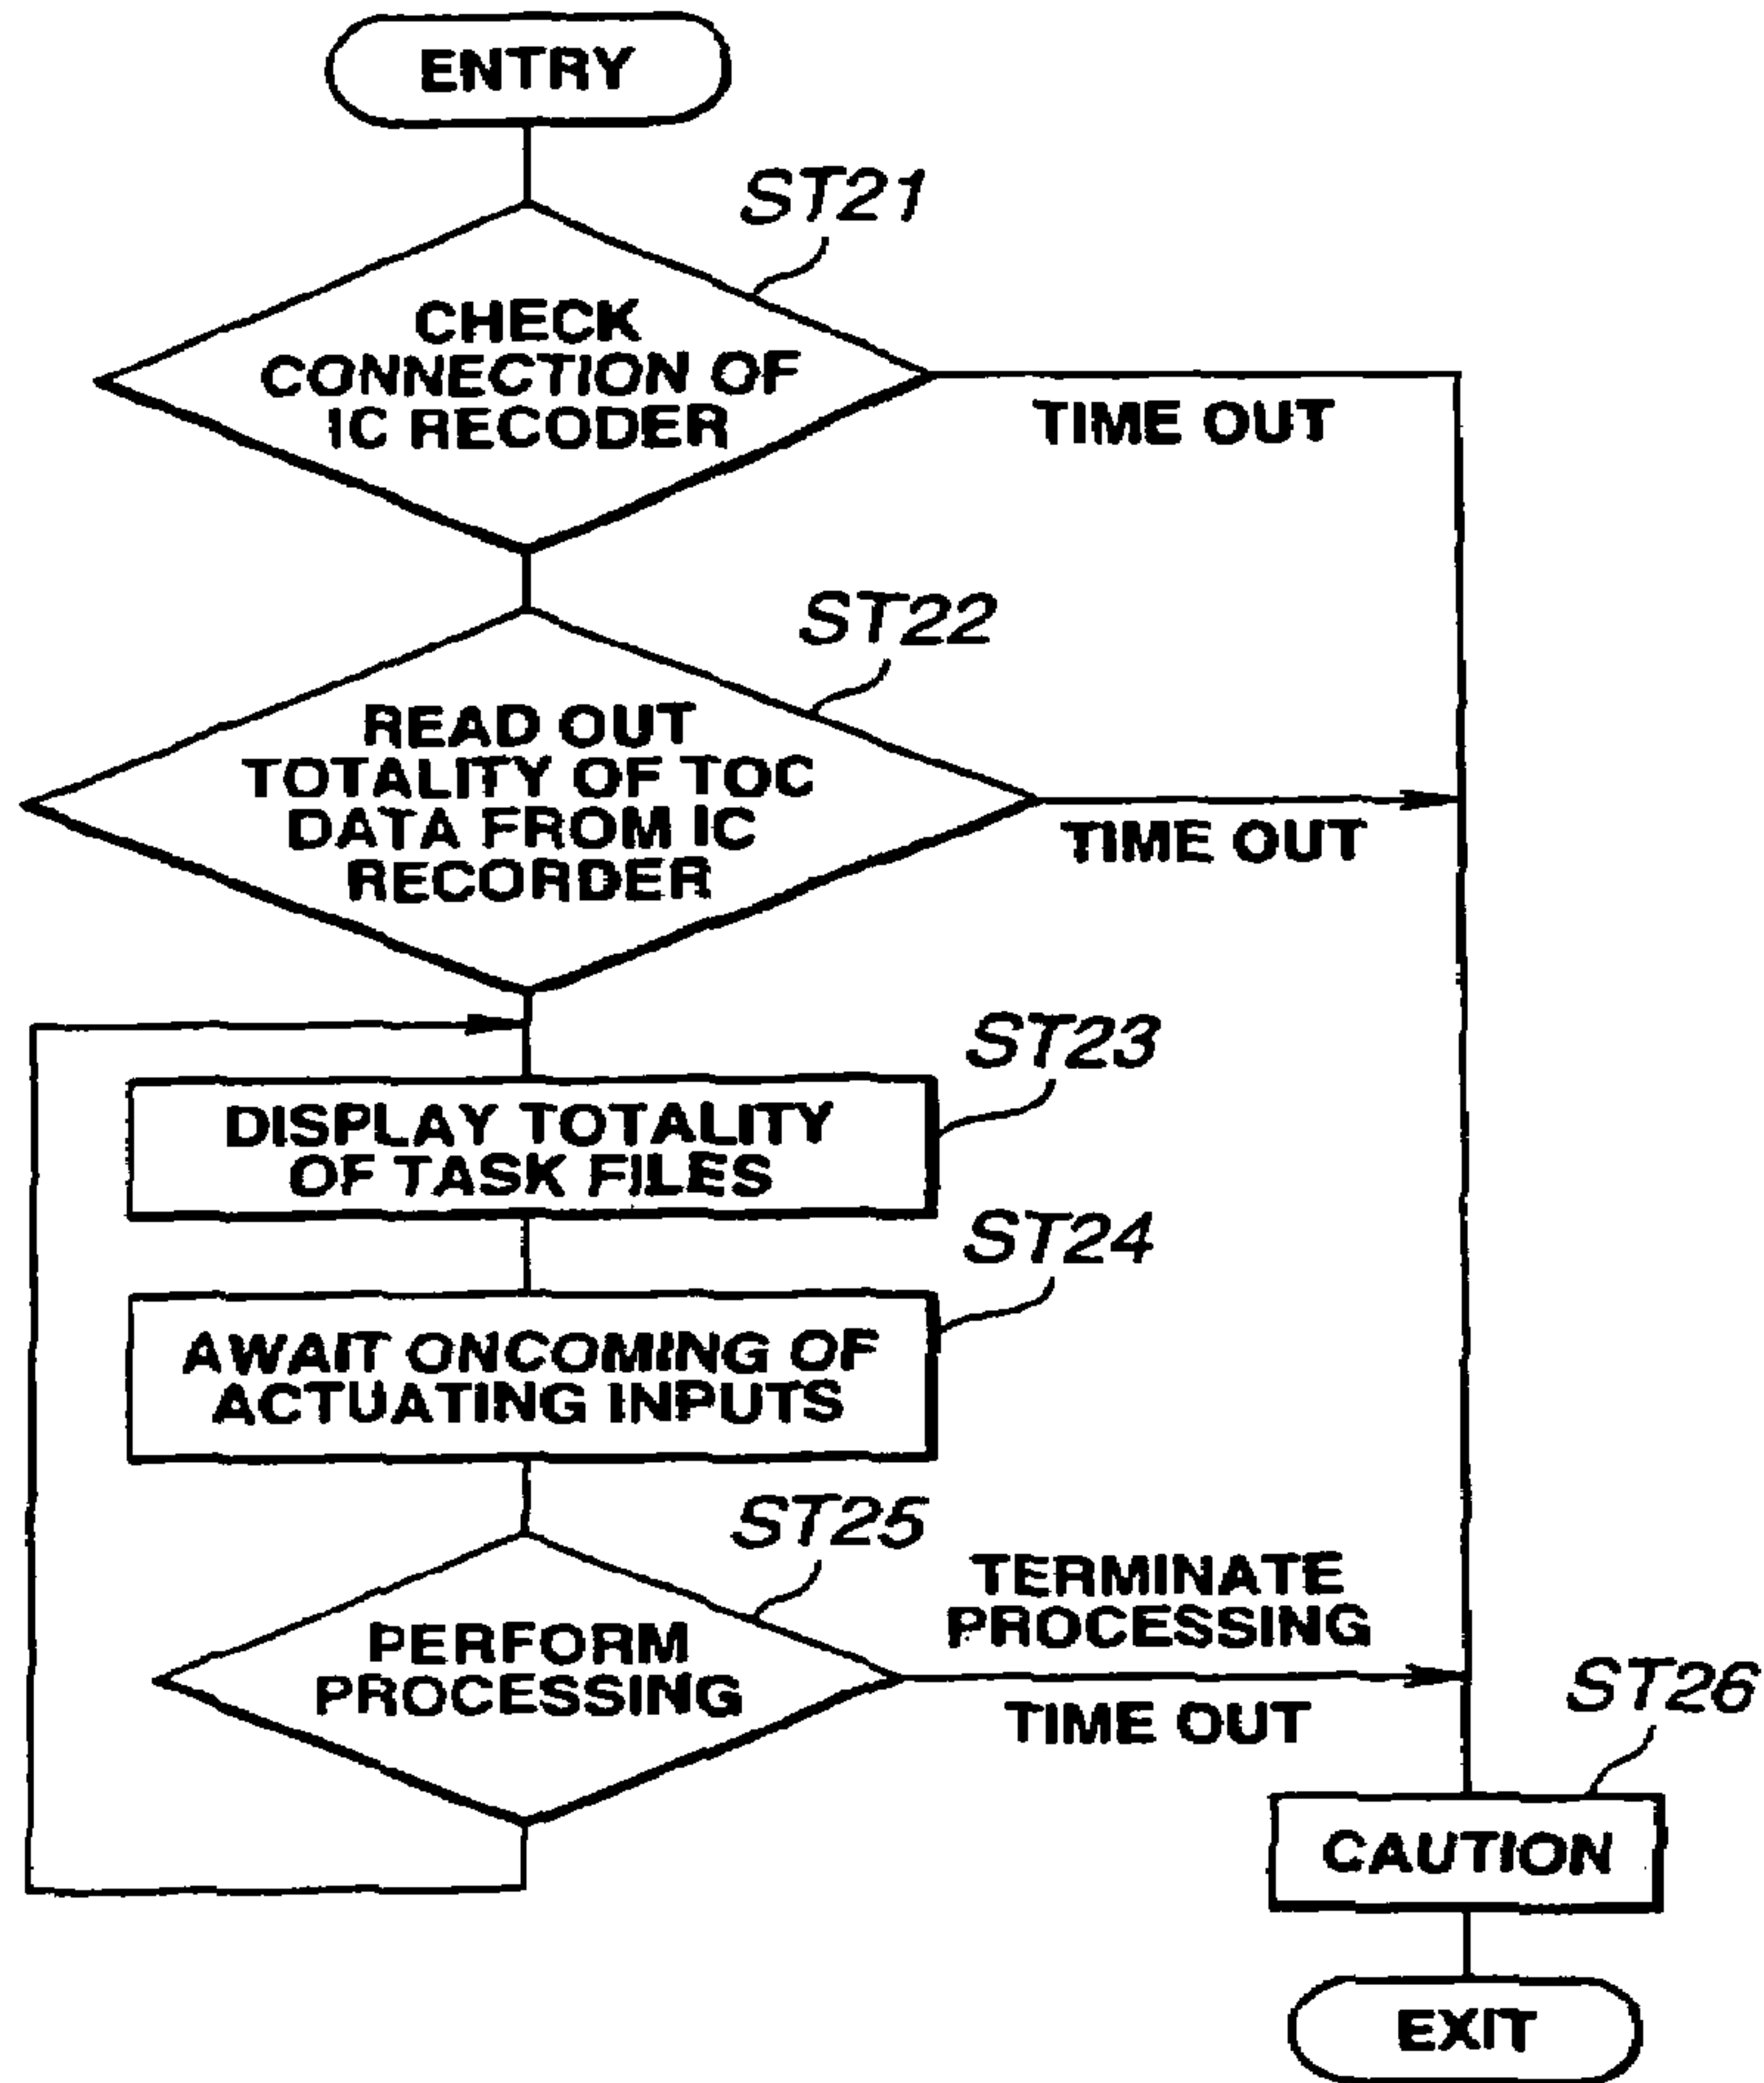 ENTRY
ST21
CHECK
CONNECTION OF
IC RECODER
TIME OUT
ST22
READ OUT
TOTALITY OF TOC
DATA FROM IC
RECORDER
TIME OUT
ST23
DISPLAY TOTALITY
OF TASK FILES
ST24
AWAIT ONCOMING OF
ACTUATING INPUTS
ST25
PERFORM
PROCESSING
TERMINATE
PROCESSING
TIME OUT
ST26
CAUTION
EXIT